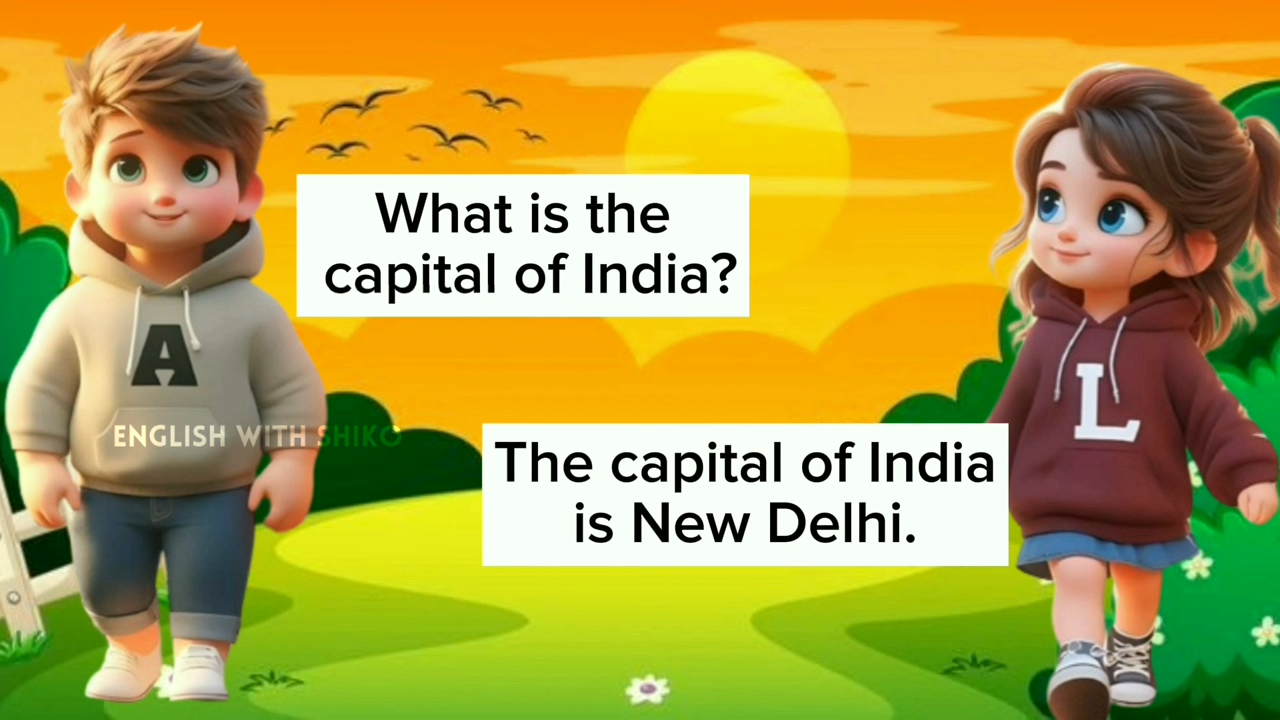 What is the
capital of India?
A
L
ENGLISH WITH SHIKO
The capital of India
is New Delhi.